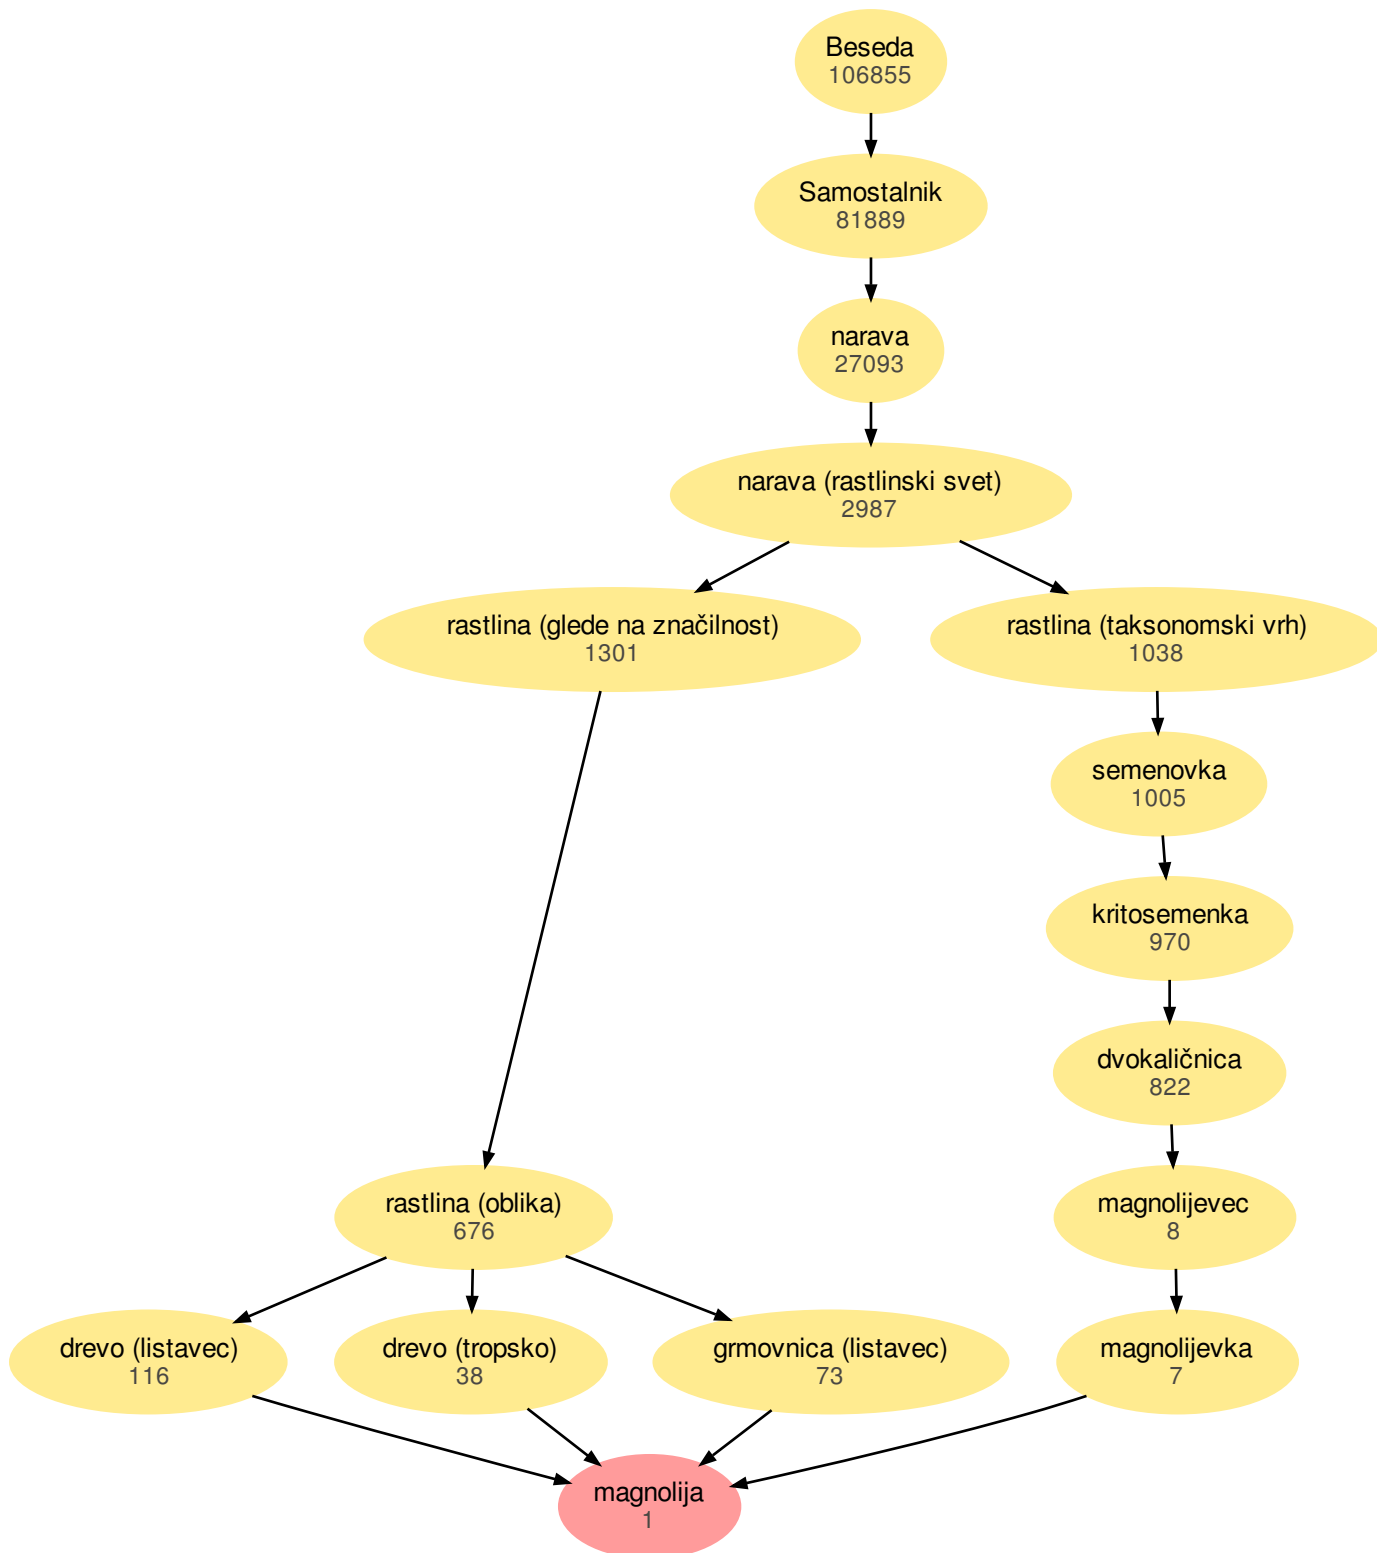 Beseda
106855
Samostalnik
81889
narava
27093
narava (rastlinski svet)
2987
rastlina (glede na značilnost)
1301
rastlina (taksonomski vrh)
1038
semenovka
1005
kritosemenka
970
dvokaličnica
822
rastlina (oblika)
676
magnolijevec
8
drevo (listavec)
116
drevo (tropsko)
38
grmovnica (listavec)
73
magnolijevka
7
magnolija
1